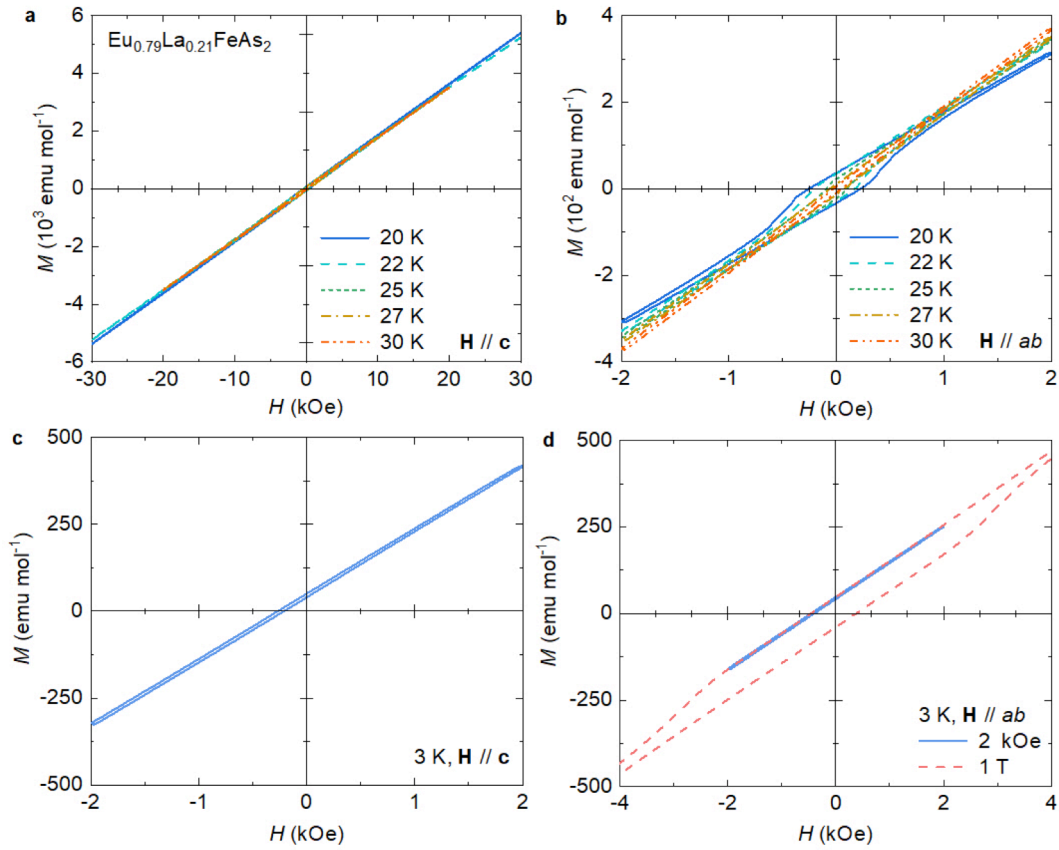 a
Eu0.79La0.21FeAs2
M (10³ emu mol⁻¹)
6
4
2
0
-2
-4
-6
20 K
22 K
25 K
27 K
30 K
H // c
-30
-20
-10
0
10
20
30
H (kOe)
b
M (10² emu mol⁻¹)
4
2
0
-2
-4
20 K
22 K
25 K
27 K
30 K
H // ab
-2
-1
0
1
2
H (kOe)
c
M (emu mol⁻¹)
500
250
0
-250
-500
3 K, H // c
-2
-1
0
1
2
H (kOe)
d
M (emu mol⁻¹)
500
250
0
-250
-500
3 K, H // ab
2 kOe
1 T
-4
-2
0
2
4
H (kOe)